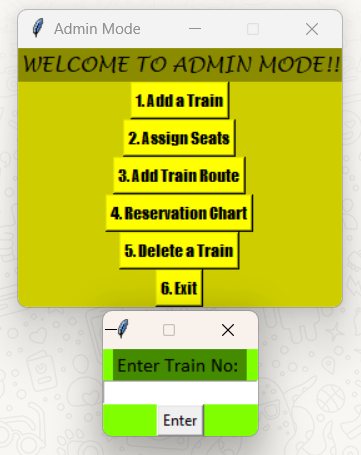 Admin Mode
WELCOME TO ADMIN MODE!!
1. Add a Train
2. Assign Seats
3. Add Train Route
4. Reservation Chart
5. Delete a Train
6. Exit
Enter Train No:
Enter